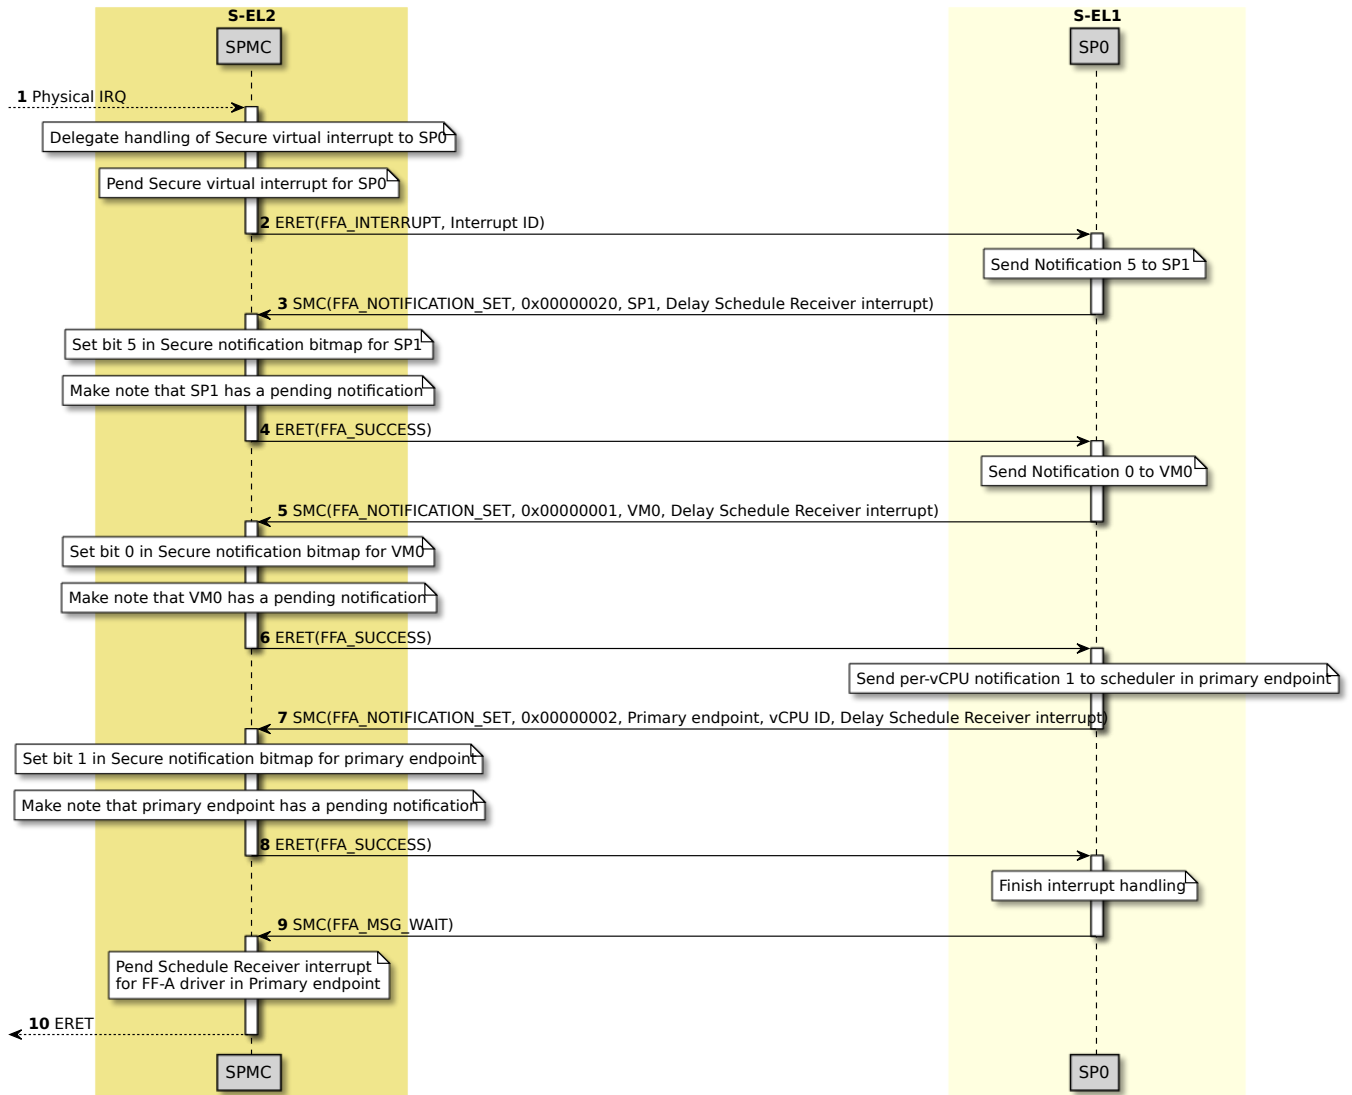 S-EL2
S-EL1
SPMC
SP0
1 Physical IRQ
Delegate handling of Secure virtual interrupt to SP0
Pend Secure virtual interrupt for SP0
2 ERET(FFA_INTERRUPT, Interrupt ID)
Send Notification 5 to SP1
3 SMC(FFA_NOTIFICATION_SET, 0x00000020, SP1, Delay Schedule Receiver interrupt)
Set bit 5 in Secure notification bitmap for SP1
Make note that SP1 has a pending notification
4 ERET(FFA_SUCCESS)
Send Notification 0 to VM0
5 SMC(FFA_NOTIFICATION_SET, 0x00000001, VM0, Delay Schedule Receiver interrupt)
Set bit 0 in Secure notification bitmap for VM0
Make note that VM0 has a pending notification
6 ERET(FFA_SUCCESS)
Send per-vCPU notification 1 to scheduler in primary endpoint
7 SMC(FFA_NOTIFICATION_SET, 0x00000002, Primary endpoint, vCPU ID, Delay Schedule Receiver interrupt)
Set bit 1 in Secure notification bitmap for primary endpoint
Make note that primary endpoint has a pending notification
8 ERET(FFA_SUCCESS)
Finish interrupt handling
9 SMC(FFA_MSG_WAIT)
Pend Schedule Receiver interrupt
for FF-A driver in Primary endpoint
10 ERET
SPMC
SP0